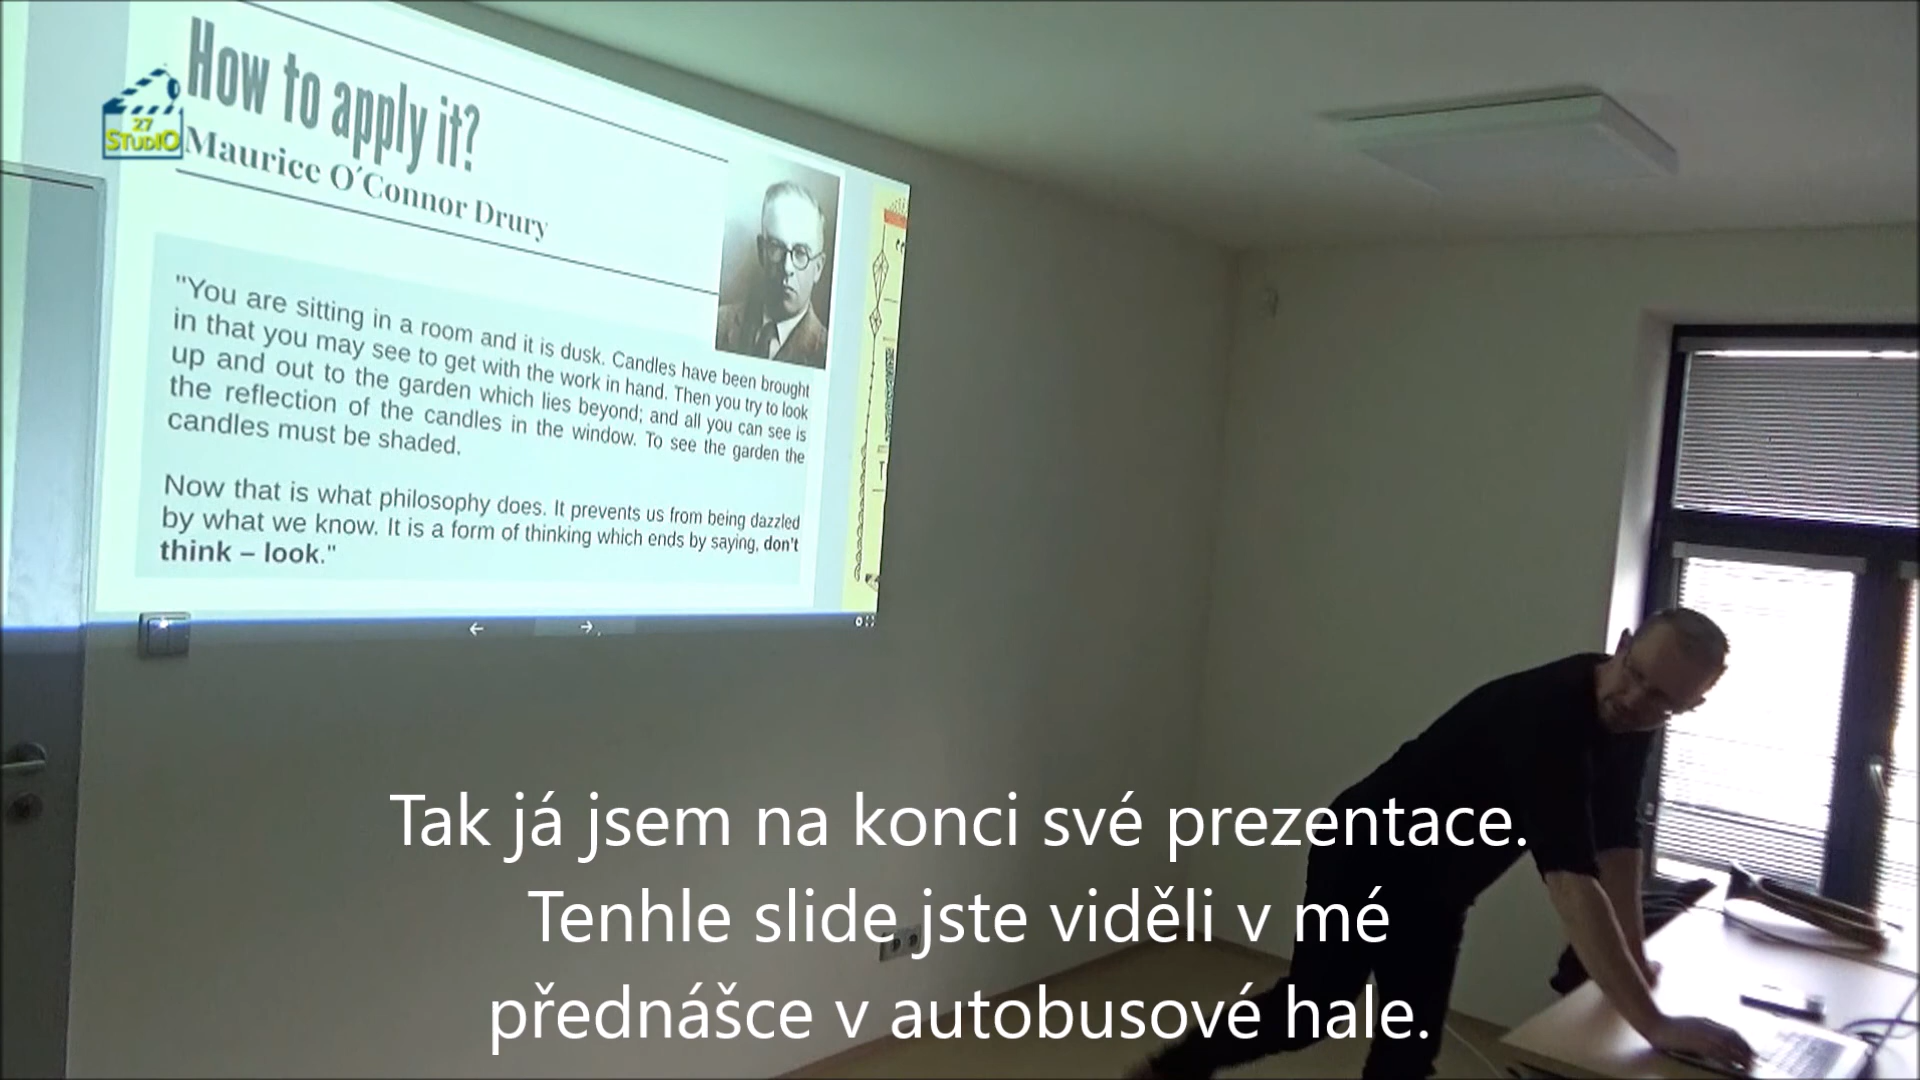 How to apply it?
27
STUDIO
Maurice O´Connor Drury
"You are sitting in a room and it is dusk. Candles have been brought
in that you may see to get with the work in hand. Then you try to look
up and out to the garden which lies beyond; and all you can see is
the reflection of the candles in the window. To see the garden the
candles must be shaded.
Now that is what philosophy does. It prevents us from being dazzled
by what we know. It is a form of thinking which ends by saying, don't
think – look."
Tak já jsem na konci své prezentace.
Tenhle slide jste viděli v mé
přednášce v autobusové hale.